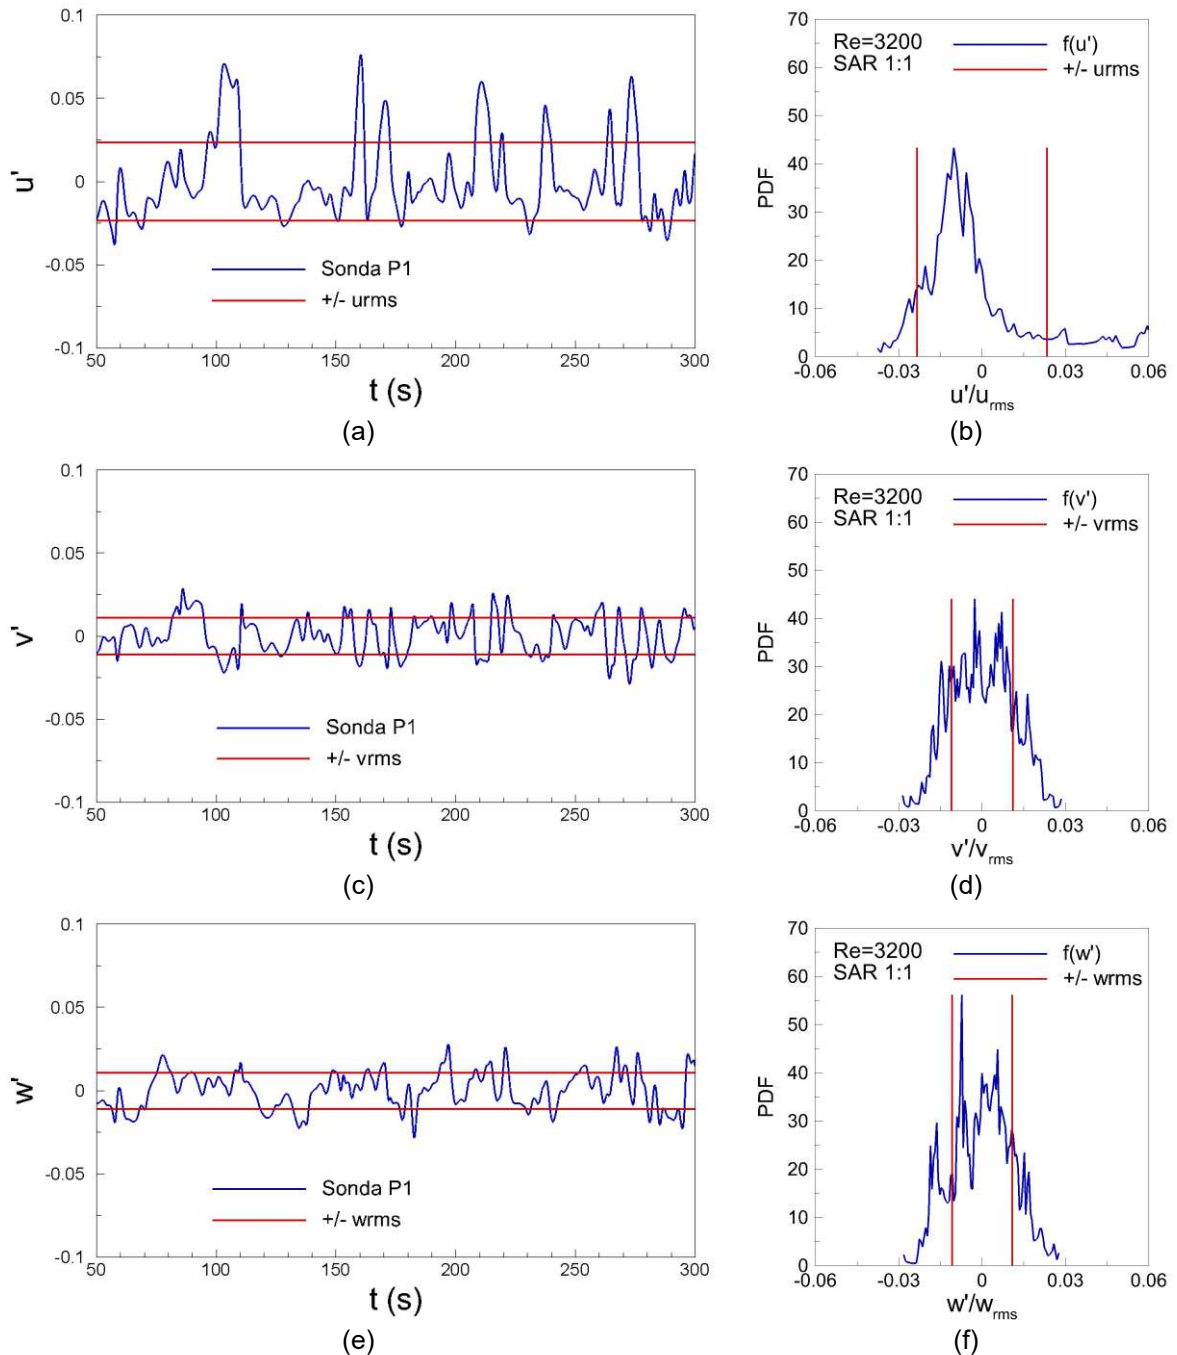 0.1
0.05
0
-0.05
-0.1
u'
Sonda P1
+/- urms
50 100 150 200 250 300
t (s)
(a)
70
60
50
40
30
20
10
0
PDF
Re=3200
SAR 1:1
f(u')
+/- urms
-0.06 -0.03 0 0.03 0.06
u'/urms
(b)
0.1
0.05
0
-0.05
-0.1
v'
Sonda P1
+/- vrms
50 100 150 200 250 300
t (s)
(c)
70
60
50
40
30
20
10
0
PDF
Re=3200
SAR 1:1
f(v')
+/- vrms
-0.06 -0.03 0 0.03 0.06
v'/vrms
(d)
0.1
0.05
0
-0.05
-0.1
w'
Sonda P1
+/- wrms
50 100 150 200 250 300
t (s)
(e)
70
60
50
40
30
20
10
0
PDF
Re=3200
SAR 1:1
f(w')
+/- wrms
-0.06 -0.03 0 0.03 0.06
w'/wrms
(f)